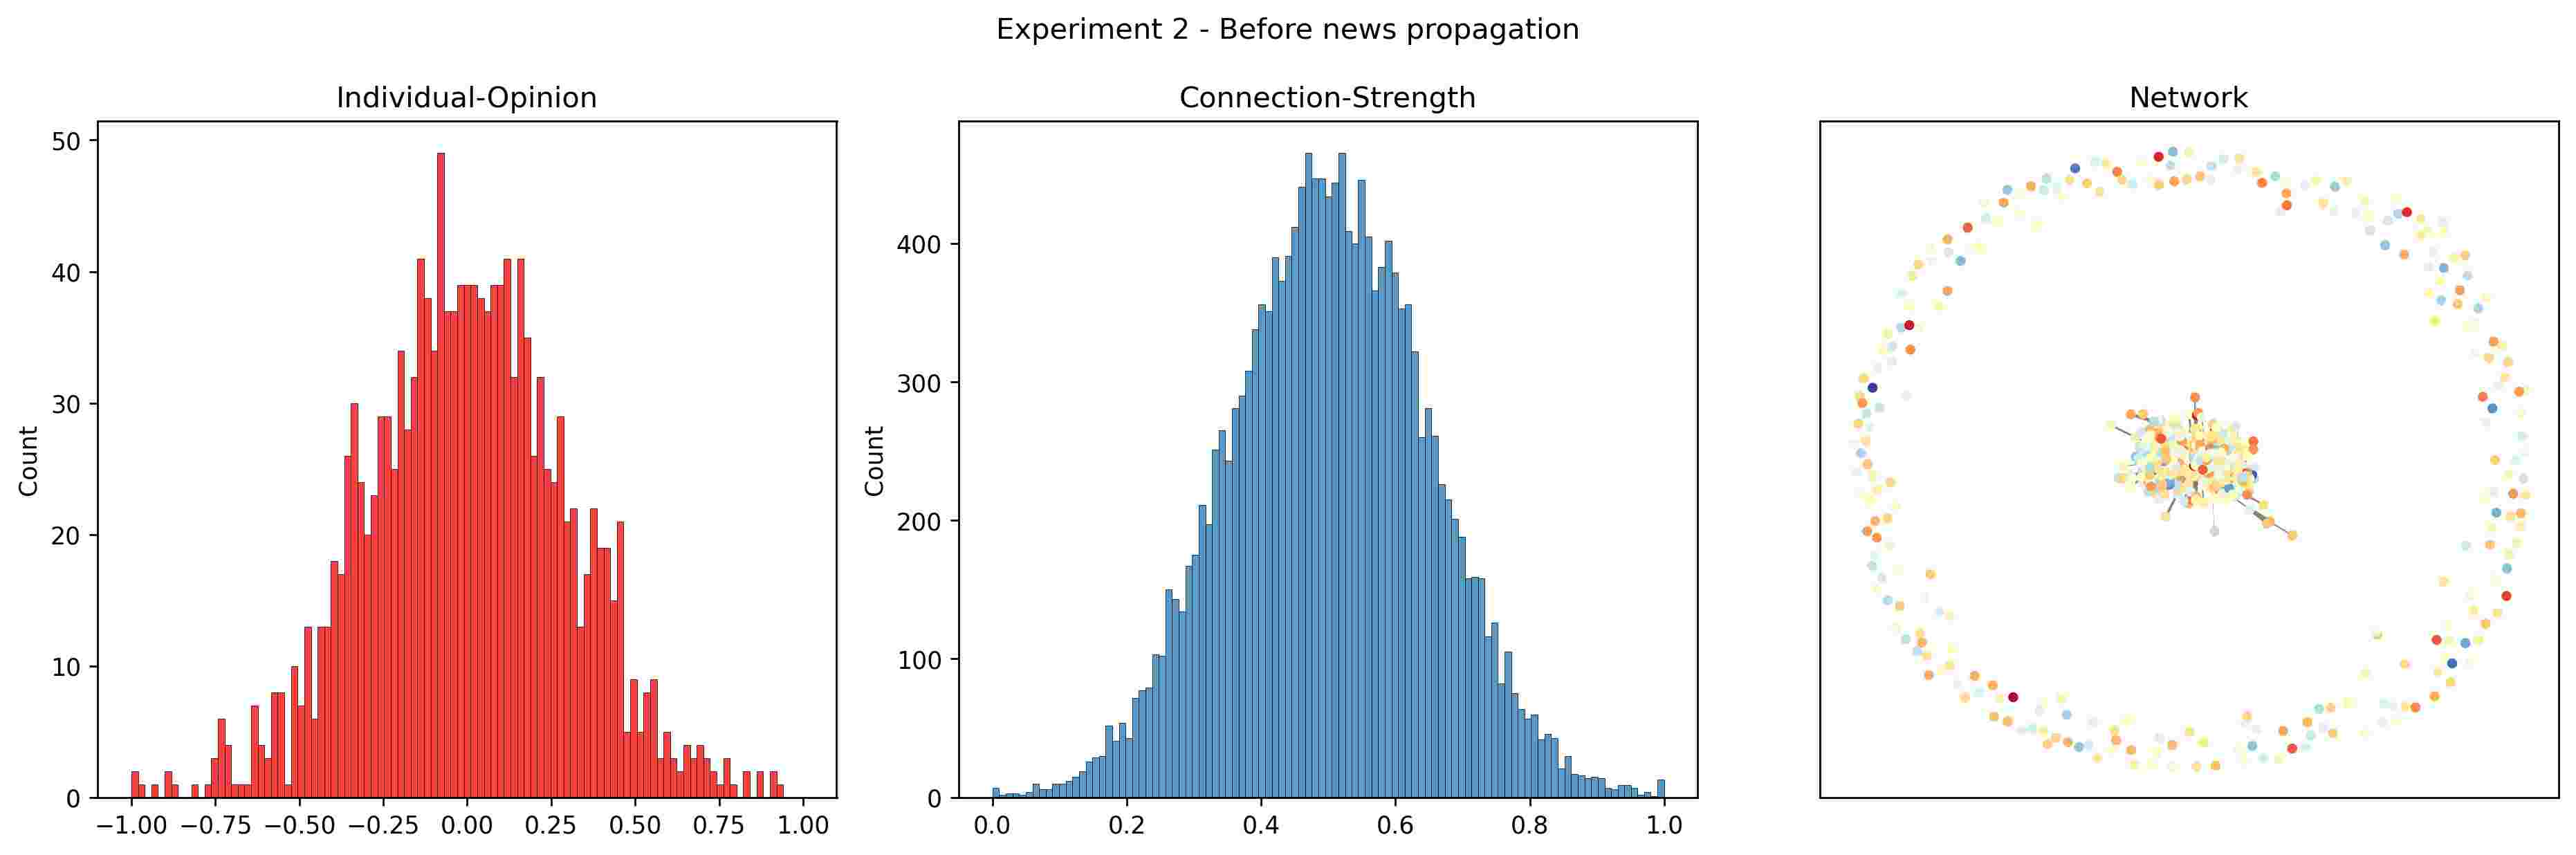 Experiment 2 - Before news propagation
Individual-Opinion
Count
50
40
30
20
10
0
−1.00 −0.75 −0.50 −0.25 0.00 0.25 0.50 0.75 1.00
Connection-Strength
Count
400
300
200
100
0
0.0 0.2 0.4 0.6 0.8 1.0
Network